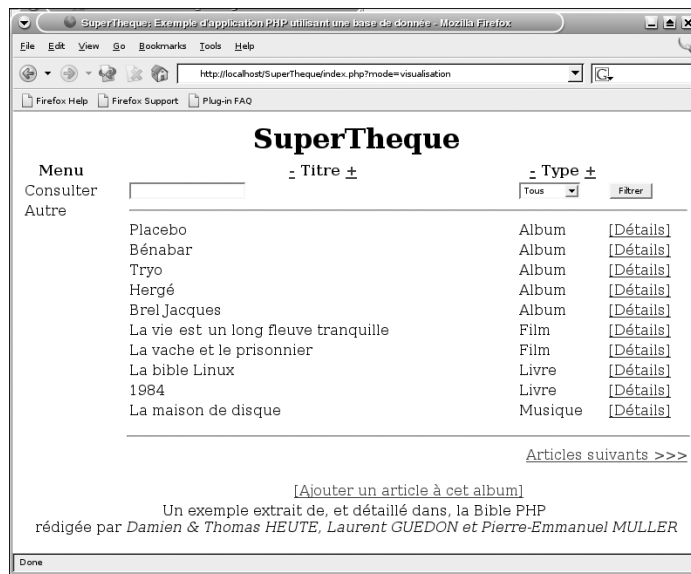 SuperTheque: Exemple d'application PHP utilisant une base de donnée - Mozilla Firefox
File Edit View Go Bookmarks Tools Help
http://localhost/SuperTheque/index.php?mode=visualisation G
Firefox Help Firefox Support Plug-in FAQ
SuperTheque
Menu - Titre + - Type +
Consulter Tous Filtrer
Autre
Placebo Album [Détails]
Bénabar Album [Détails]
Tryo Album [Détails]
Hergé Album [Détails]
Brel Jacques Album [Détails]
La vie est un long fleuve tranquille Film [Détails]
La vache et le prisonnier Film [Détails]
La bible Linux Livre [Détails]
1984 Livre [Détails]
La maison de disque Musique [Détails]
Articles suivants >>>
[Ajouter un article à cet album]
Un exemple extrait de, et détaillé dans, la Bible PHP
rédigée par Damien & Thomas HEUTE, Laurent GUEDON et Pierre-Emmanuel MULLER
Done